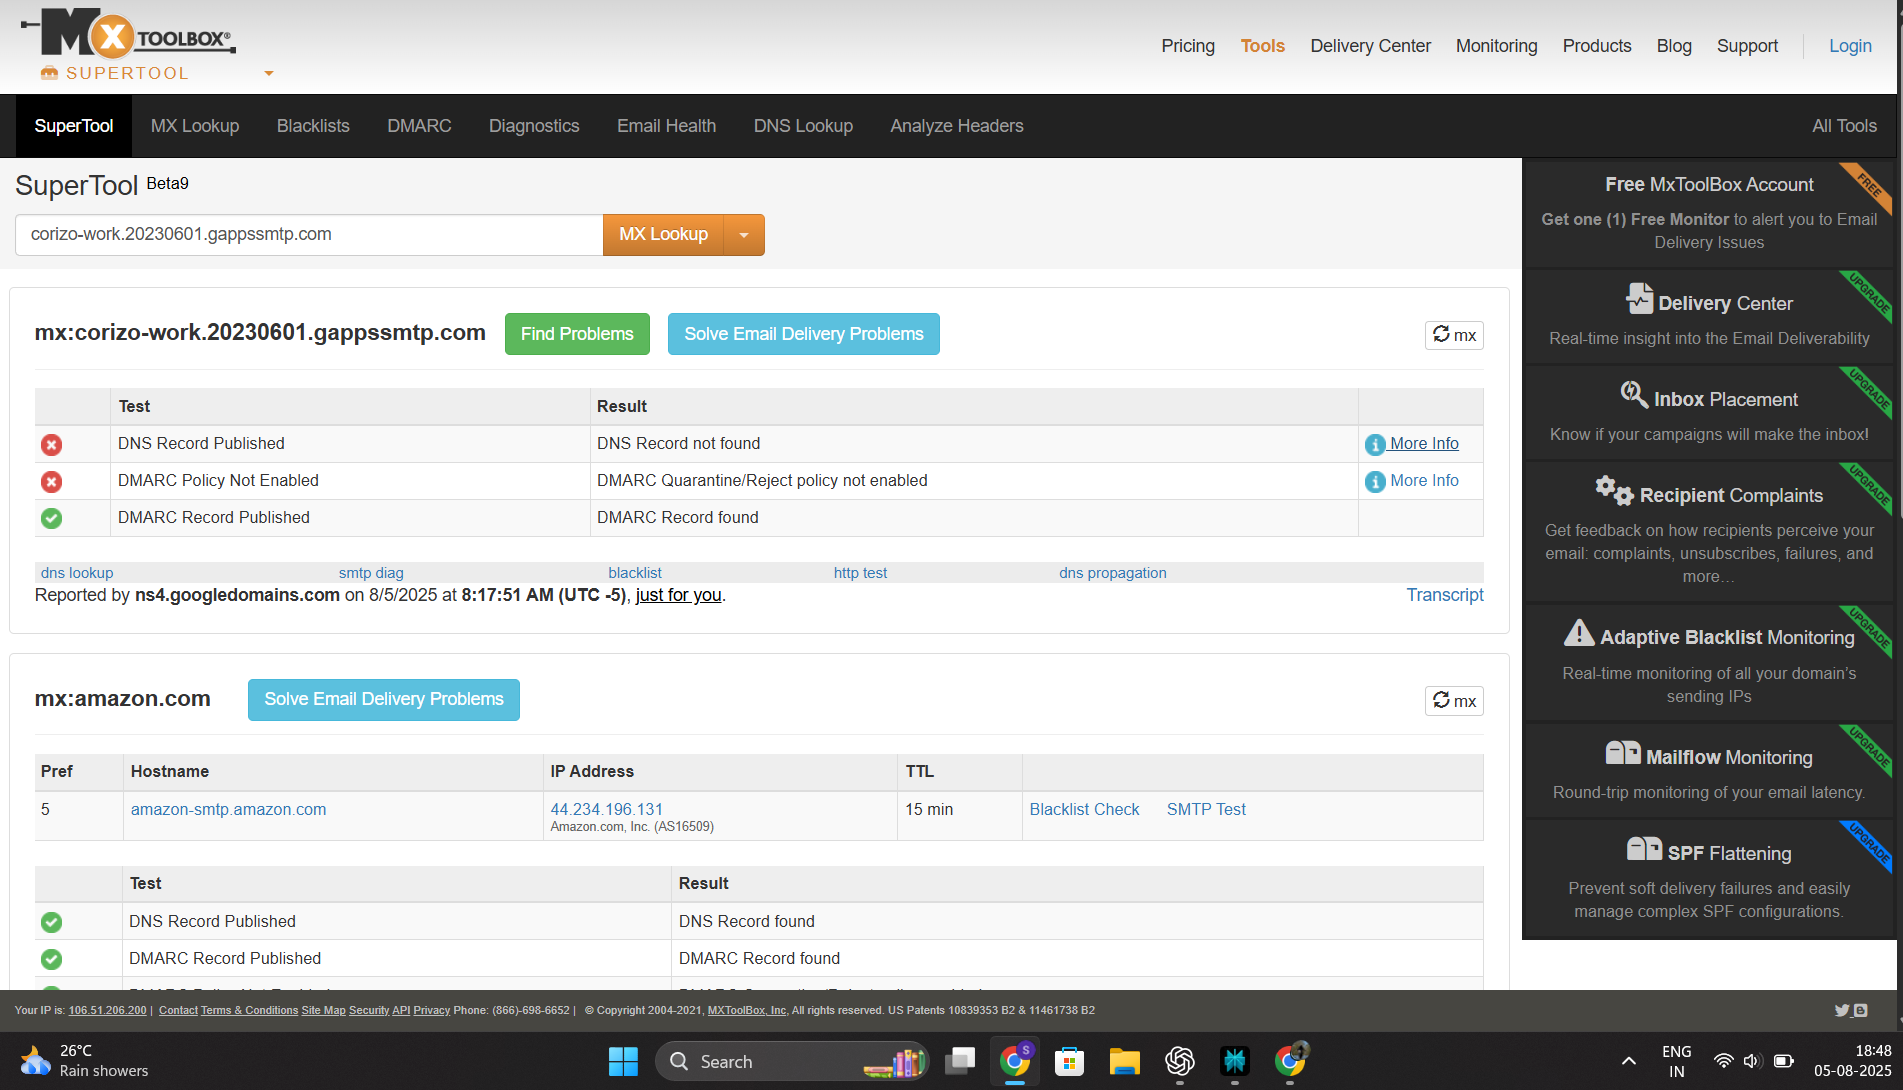 MX TOOLBOX®
SUPERTOOL
Pricing Tools Delivery Center Monitoring Products Blog Support Login
SuperTool MX Lookup Blacklists DMARC Diagnostics Email Health DNS Lookup Analyze Headers All Tools
SuperTool Beta9
corizo-work.20230601.gappssmtp.com MX Lookup
mx:corizo-work.20230601.gappssmtp.com Find Problems Solve Email Delivery Problems mx
Test Result
DNS Record Published DNS Record not found More Info
DMARC Policy Not Enabled DMARC Quarantine/Reject policy not enabled More Info
DMARC Record Published DMARC Record found
dns lookup smtp diag blacklist http test dns propagation
Reported by ns4.googledomains.com on 8/5/2025 at 8:17:51 AM (UTC -5), just for you. Transcript
mx:amazon.com Solve Email Delivery Problems mx
Pref Hostname IP Address TTL
5 amazon-smtp.amazon.com 44.234.196.131 15 min Blacklist Check SMTP Test
Amazon.com, Inc. (AS16509)
Test Result
DNS Record Published DNS Record found
DMARC Record Published DMARC Record found
Free MxToolBox Account FREE
Get one (1) Free Monitor to alert you to Email
Delivery Issues
Delivery Center UPGRADE
Real-time insight into the Email Deliverability
Inbox Placement UPGRADE
Know if your campaigns will make the inbox!
Recipient Complaints UPGRADE
Get feedback on how recipients perceive your
email: complaints, unsubscribes, failures, and
more…
Adaptive Blacklist Monitoring UPGRADE
Real-time monitoring of all your domain's
sending IPs
Mailflow Monitoring UPGRADE
Round-trip monitoring of your email latency.
SPF Flattening UPGRADE
Prevent soft delivery failures and easily
manage complex SPF configurations.
Your IP is: 106.51.206.200 | Contact Terms & Conditions Site Map Security API Privacy Phone: (866)-698-6652 | © Copyright 2004-2021, MXToolBox, Inc, All rights reserved. US Patents 10839353 B2 & 11461738 B2
26°C
Rain showers
Search
S
ENG
IN
18:48
05-08-2025